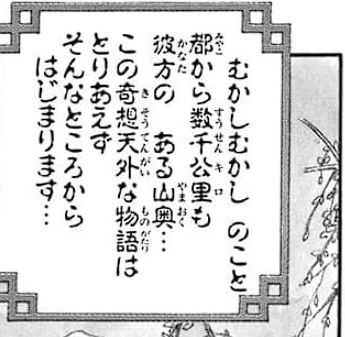 むかしむかし のこと
都から数千公里も
彼方の ある山奥…
この奇想天外な物語は
とりあえず
そんなところから
はじまります…